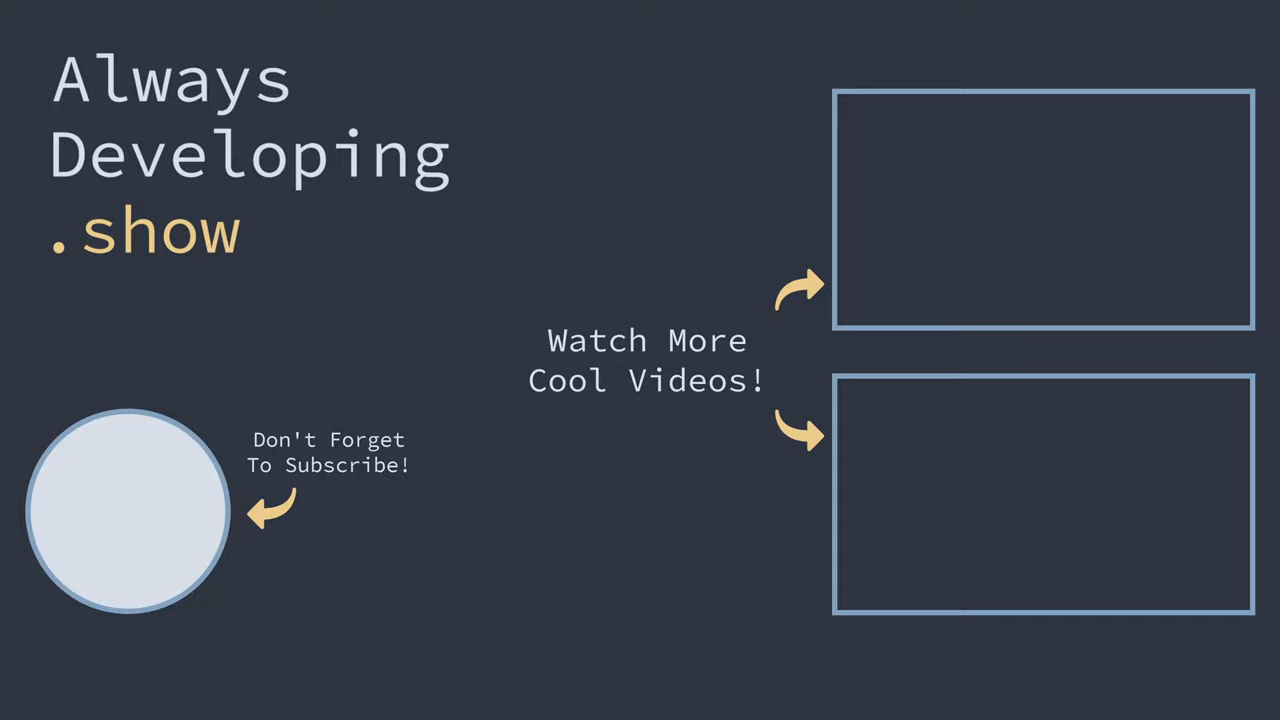 Always
Developing
.show
Watch More
Cool Videos!
Don't Forget
To Subscribe!